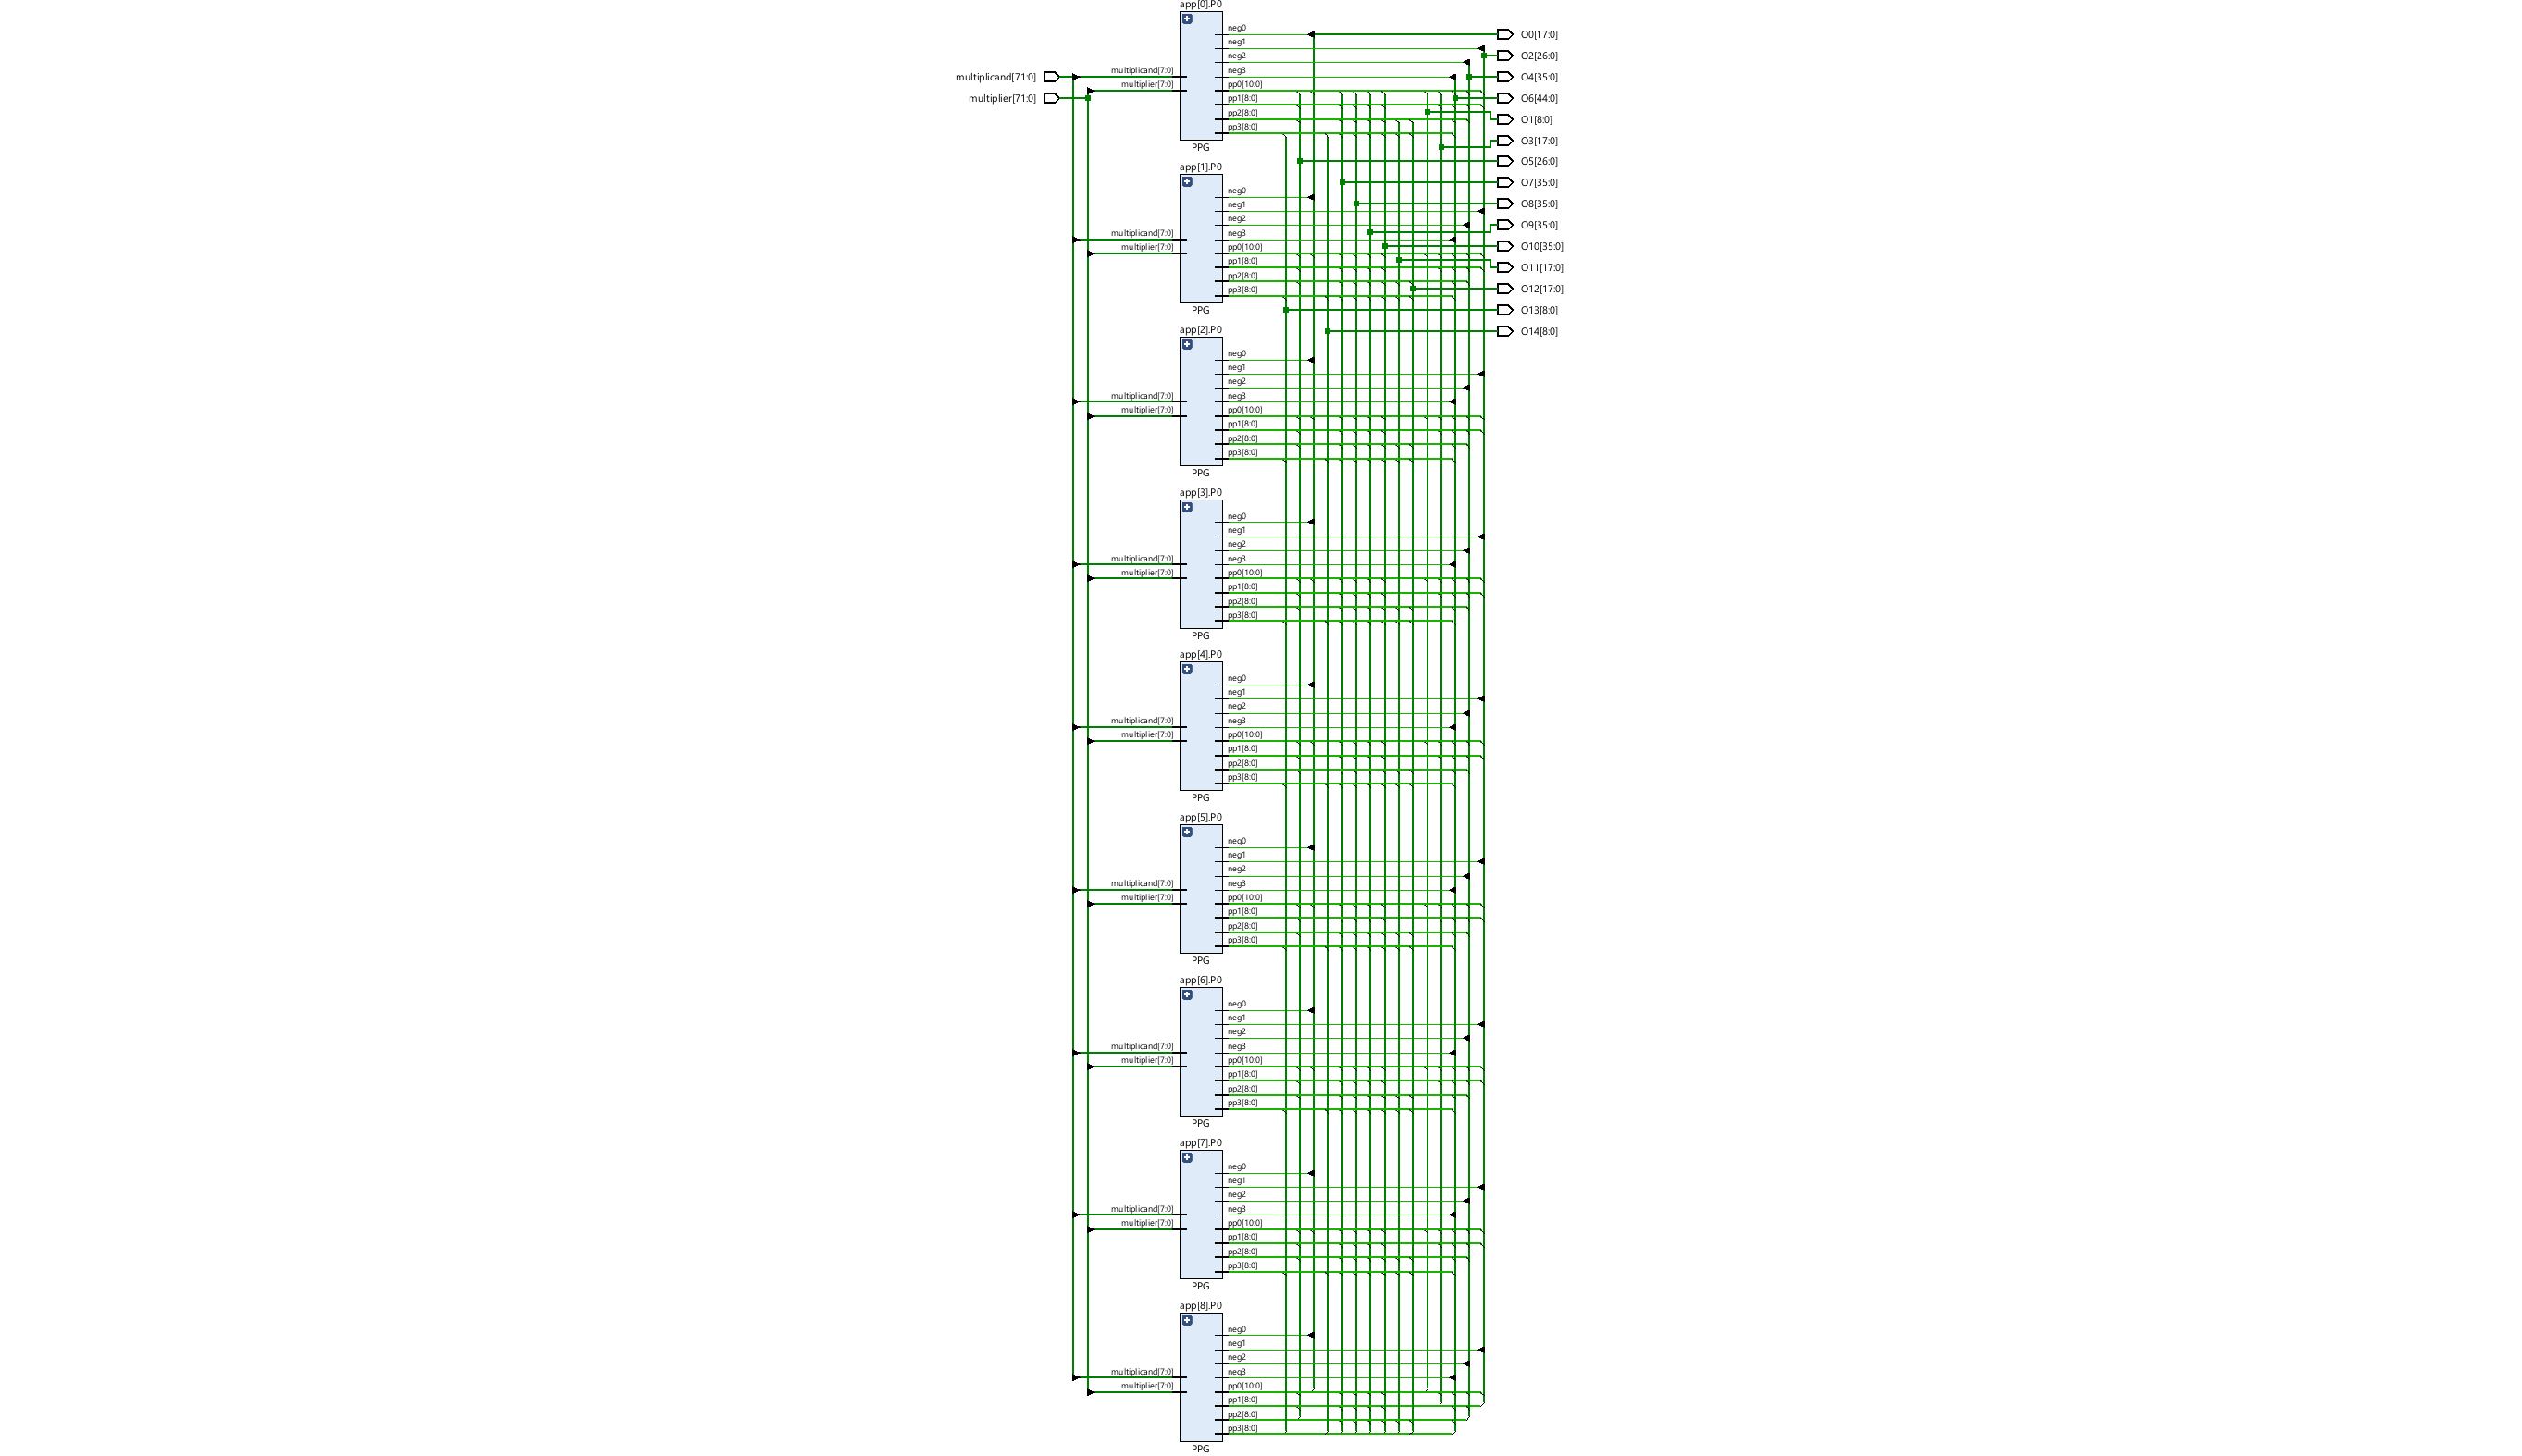 multiplicand[71:0]
multiplier[71:0]
app[0].P0
multiplicand[7:0]
multiplier[7:0]
neg0
neg1
neg2
neg3
pp0[10:0]
pp1[8:0]
pp2[8:0]
pp3[8:0]
PPG
app[1].P0
multiplicand[7:0]
multiplier[7:0]
neg0
neg1
neg2
neg3
pp0[10:0]
pp1[8:0]
pp2[8:0]
pp3[8:0]
PPG
app[2].P0
multiplicand[7:0]
multiplier[7:0]
neg0
neg1
neg2
neg3
pp0[10:0]
pp1[8:0]
pp2[8:0]
pp3[8:0]
PPG
app[3].P0
multiplicand[7:0]
multiplier[7:0]
neg0
neg1
neg2
neg3
pp0[10:0]
pp1[8:0]
pp2[8:0]
pp3[8:0]
PPG
app[4].P0
multiplicand[7:0]
multiplier[7:0]
neg0
neg1
neg2
neg3
pp0[10:0]
pp1[8:0]
pp2[8:0]
pp3[8:0]
PPG
app[5].P0
multiplicand[7:0]
multiplier[7:0]
neg0
neg1
neg2
neg3
pp0[10:0]
pp1[8:0]
pp2[8:0]
pp3[8:0]
PPG
app[6].P0
multiplicand[7:0]
multiplier[7:0]
neg0
neg1
neg2
neg3
pp0[10:0]
pp1[8:0]
pp2[8:0]
pp3[8:0]
PPG
app[7].P0
multiplicand[7:0]
multiplier[7:0]
neg0
neg1
neg2
neg3
pp0[10:0]
pp1[8:0]
pp2[8:0]
pp3[8:0]
PPG
app[8].P0
multiplicand[7:0]
multiplier[7:0]
neg0
neg1
neg2
neg3
pp0[10:0]
pp1[8:0]
pp2[8:0]
pp3[8:0]
PPG
O0[17:0]
O2[26:0]
O4[35:0]
O6[44:0]
O1[8:0]
O3[17:0]
O5[26:0]
O7[35:0]
O8[35:0]
O9[35:0]
O10[35:0]
O11[17:0]
O12[17:0]
O13[8:0]
O14[8:0]